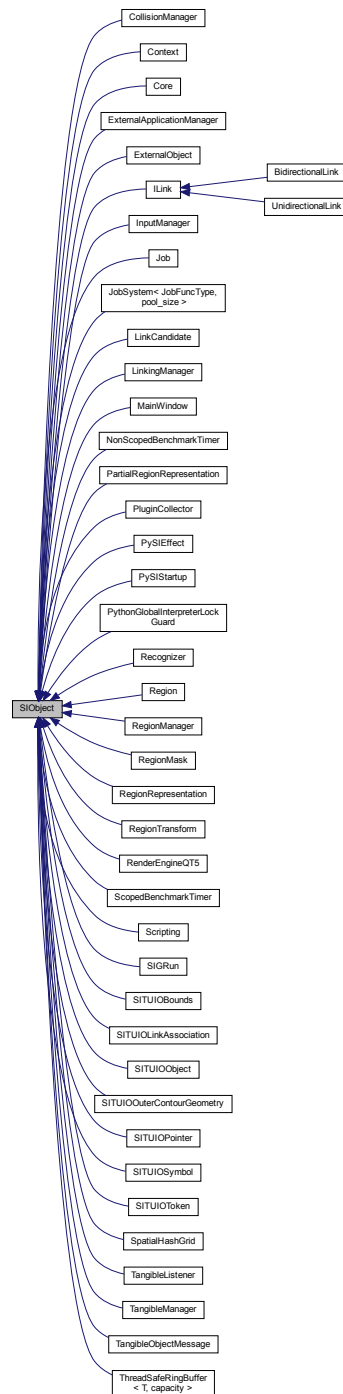 CollisionManager
Context
Core
ExternalApplicationManager
ExternalObject
BidirectionalLink
ILink
UnidirectionalLink
InputManager
Job
JobSystem< JobFuncType,
pool_size >
LinkCandidate
LinkingManager
MainWindow
NonScopedBenchmarkTimer
PartialRegionRepresentation
PluginCollector
PySIEffect
PySIStartup
PythonGlobalInterpreterLock
Guard
Recognizer
Region
SIObject
RegionManager
RegionMask
RegionRepresentation
RegionTransform
RenderEngineQT5
ScopedBenchmarkTimer
Scripting
SIGRun
SITUIOBounds
SITUIOLinkAssociation
SITUIOObject
SITUIOOuterContourGeometry
SITUIOPointer
SITUIOSymbol
SITUIOToken
SpatialHashGrid
TangibleListener
TangibleManager
TangibleObjectMessage
ThreadSafeRingBuffer
< T, capacity >